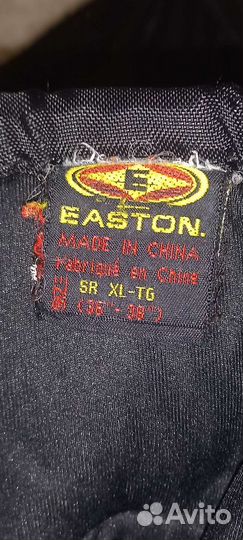 E
EASTON.
MADE IN CHINA
Fabriqué en Chine
SR XL-TG
(36"-38")
Avito